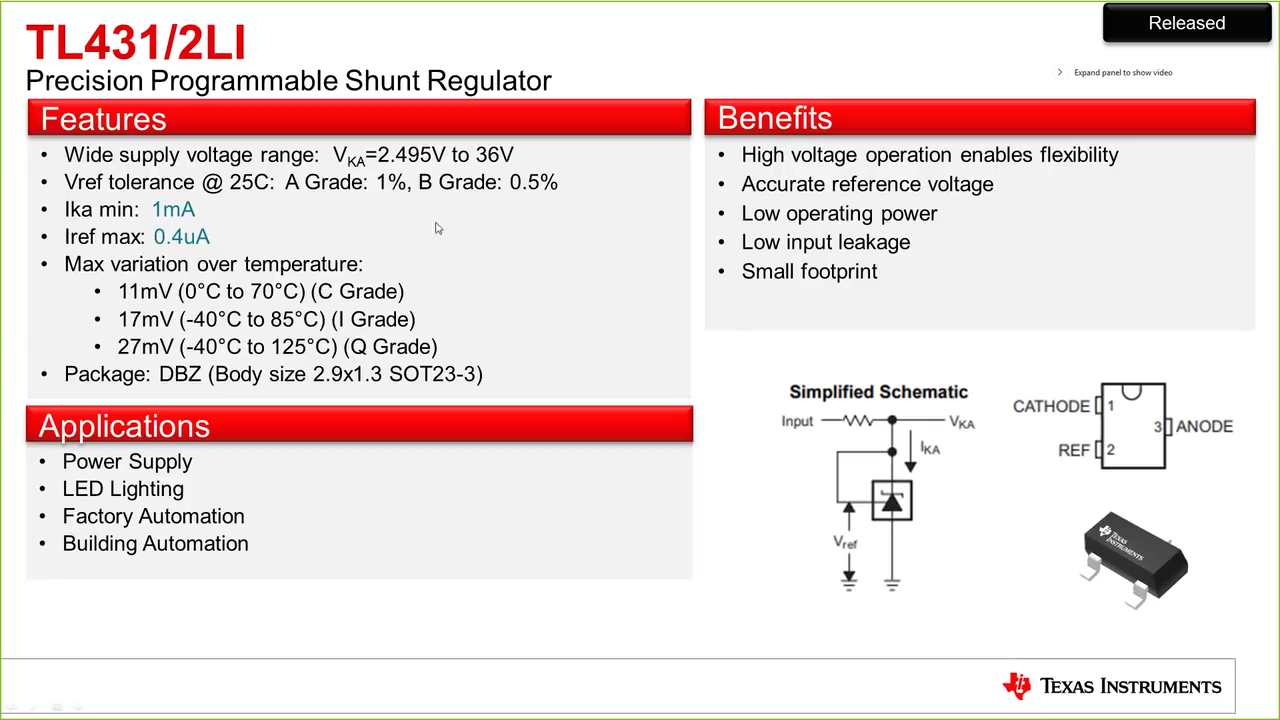 TL431/2LI
Released
Precision Programmable Shunt Regulator
Expand panel to show video
Features
• Wide supply voltage range: VKA=2.495V to 36V
• Vref tolerance @ 25C: A Grade: 1%, B Grade: 0.5%
• Ika min: 1mA
• Iref max: 0.4uA
• Max variation over temperature:
• 11mV (0°C to 70°C) (C Grade)
• 17mV (-40°C to 85°C) (I Grade)
• 27mV (-40°C to 125°C) (Q Grade)
• Package: DBZ (Body size 2.9x1.3 SOT23-3)
Benefits
• High voltage operation enables flexibility
• Accurate reference voltage
• Low operating power
• Low input leakage
• Small footprint
Applications
• Power Supply
• LED Lighting
• Factory Automation
• Building Automation
Simplified Schematic
Input
VKA
IKA
Vref
CATHODE 1
3 ANODE
REF 2
TEXAS INSTRUMENTS
TEXAS INSTRUMENTS